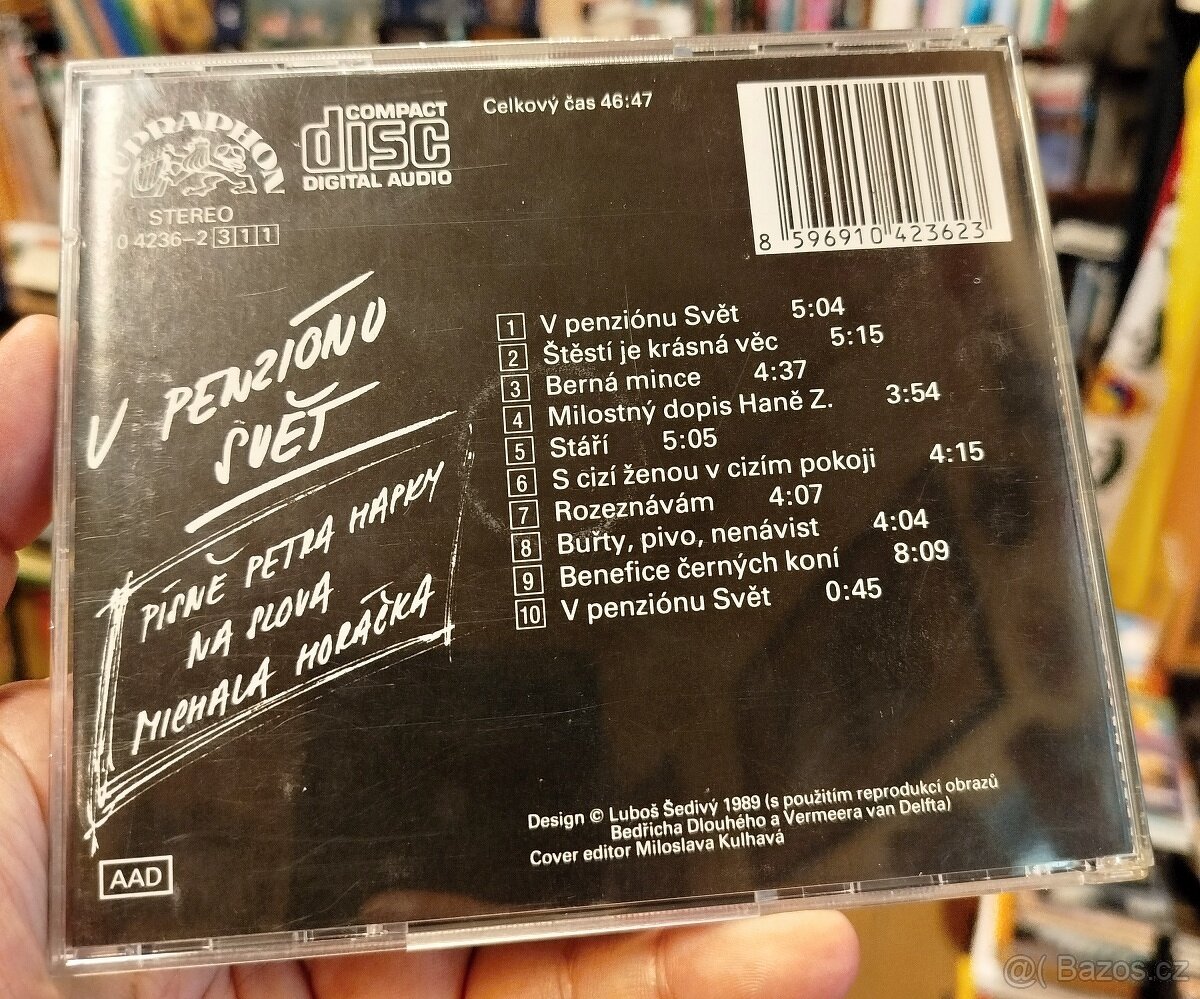 SUPRAPHON
COMPACT
disc
DIGITAL AUDIO
STEREO
0 4236-2 311
Celkový čas 46:47
8 596910 423623
V PENZIÓNU
SVĚT
PÍSNĚ PETRA HAPKY
NA SLOVA
MICHALA HORÁČKA
1 V penziónu Svět 5:04
2 Štěstí je krásná věc 5:15
3 Berná mince 4:37
4 Milostný dopis Haně Z. 3:54
5 Stáří 5:05
6 S cizí ženou v cizím pokoji 4:15
7 Rozeznávám 4:07
8 Buřty, pivo, nenávist 4:04
9 Benefice černých koní 8:09
10 V penziónu Svět 0:45
Design © Luboš Šedivý 1989 (s použitím reprodukcí obrazů
Bedřicha Dlouhého a Vermeera van Delfta)
Cover editor Miloslava Kulhavá
AAD
@( Bazos.cz